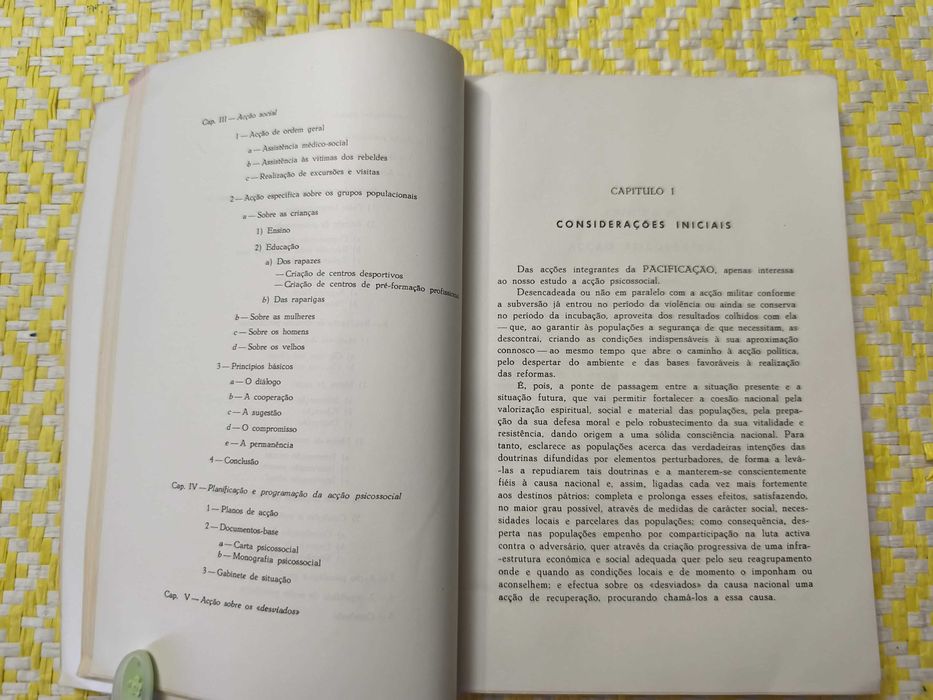 Cap. III — Acção social
1 — Acção de ordem geral
a — Assistência médico-social
b — Assistência às vítimas dos rebeldes
c — Realização de excursões e visitas
2 — Acção específica sobre os grupos populacionais
a — Sobre as crianças
1) Ensino
2) Educação
a) Dos rapazes
— Criação de centros desportivos
— Criação de centros de pré-formação profissional
b) Das raparigas
b — Sobre as mulheres
c — Sobre os homens
d — Sobre os velhos
3 — Princípios básicos
a — O diálogo
b — A cooperação
c — A sugestão
d — O compromisso
e — A permanência
4 — Conclusão
Cap. IV — Planificação e programação da acção psicossocial
1 — Planos de acção
2 — Documentos-base
a — Carta psicossocial
b — Monografia psicossocial
3 — Gabinete de situação
Cap. V — Acção sobre os «desviados»
CAPITULO 1
CONSIDERAÇÕES INICIAIS
Das acções integrantes da PACIFICAÇÃO, apenas interessa
ao nosso estudo a acção psicossocial.
Desencadeada ou não em paralelo com a acção militar conforme
a subversão já entrou no período da violência ou ainda se conserva
no período da incubação, aproveita dos resultados colhidos com ela
— que, ao garantir às populações a segurança de que necessitam, as
descontrai, criando as condições indispensáveis à sua aproximação
connosco — ao mesmo tempo que abre o caminho à acção política,
pelo despertar do ambiente e das bases favoráveis à realização
das reformas.
É, pois, a ponte de passagem entre a situação presente e a
situação futura, que vai permitir fortalecer a coesão nacional pela
valorização espiritual, social e material das populações, pela prepa-
ração da sua defesa moral e pelo robustecimento da sua vitalidade e
resistência, dando origem a uma sólida consciência nacional. Para
tanto, esclarece as populações acerca das verdadeiras intenções das
doutrinas difundidas por elementos perturbadores, de forma a levá-
-las a repudiarem tais doutrinas e a manterem-se conscientemente
fiéis à causa nacional e, assim, ligadas cada vez mais fortemente
aos destinos pátrios; completa e prolonga esses efeitos, satisfazendo,
no maior grau possível, através de medidas de carácter social, neces-
sidades locais e parcelares das populações; como consequência, des-
perta nas populações empenho por comparticipação na luta activa
contra o adversário, quer através da criação progressiva de uma infra-
-estrutura económica e social adequada quer pelo seu reagrupamento
onde e quando as condições locais e de momento o imponham ou
aconselhem; e efectua sobre os «desviados» da causa nacional uma
acção de recuperação, procurando chamá-los a essa causa.